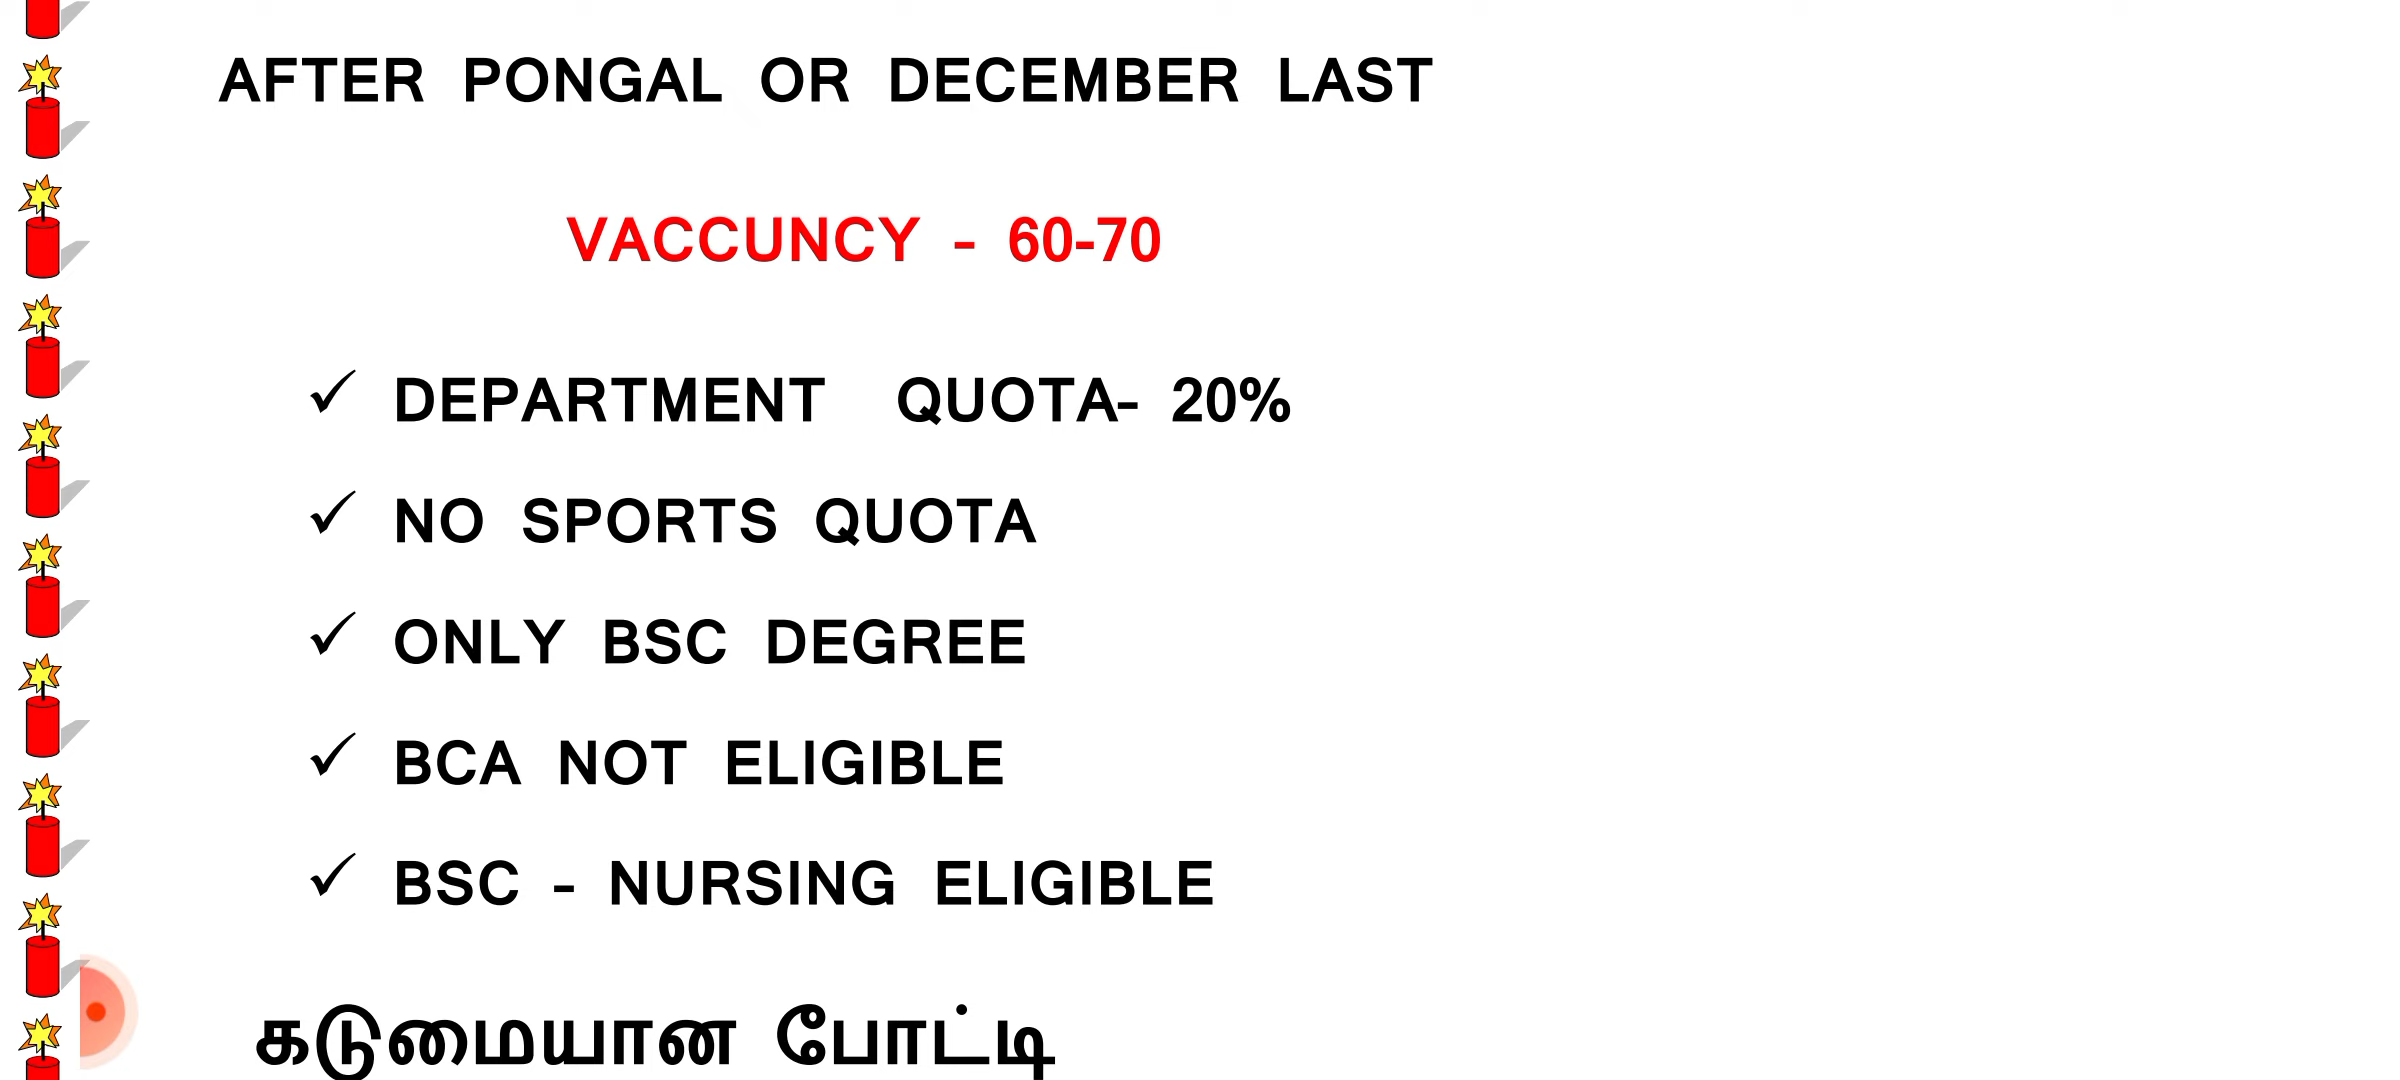 AFTER PONGAL OR DECEMBER LAST
VACCUNCY - 60-70
✓ DEPARTMENT QUOTA- 20%
✓ NO SPORTS QUOTA
✓ ONLY BSC DEGREE
✓ BCA NOT ELIGIBLE
✓ BSC - NURSING ELIGIBLE
கடுமையான போட்டி